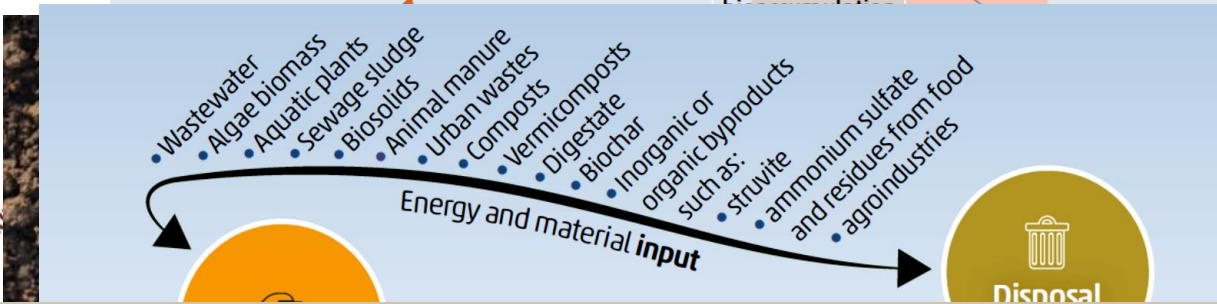 Wastewater
Algae biomass
Aquatic plants
Sewage sludge
Biosolids
Animal manure
Urban wastes
Composts
Vermicomposts
Digestate
Biochar
Inorganic or
organic byproducts
such as:
struvite
ammonium sulfate
and residues from food
agroindustries
Energy and material input
Disposal